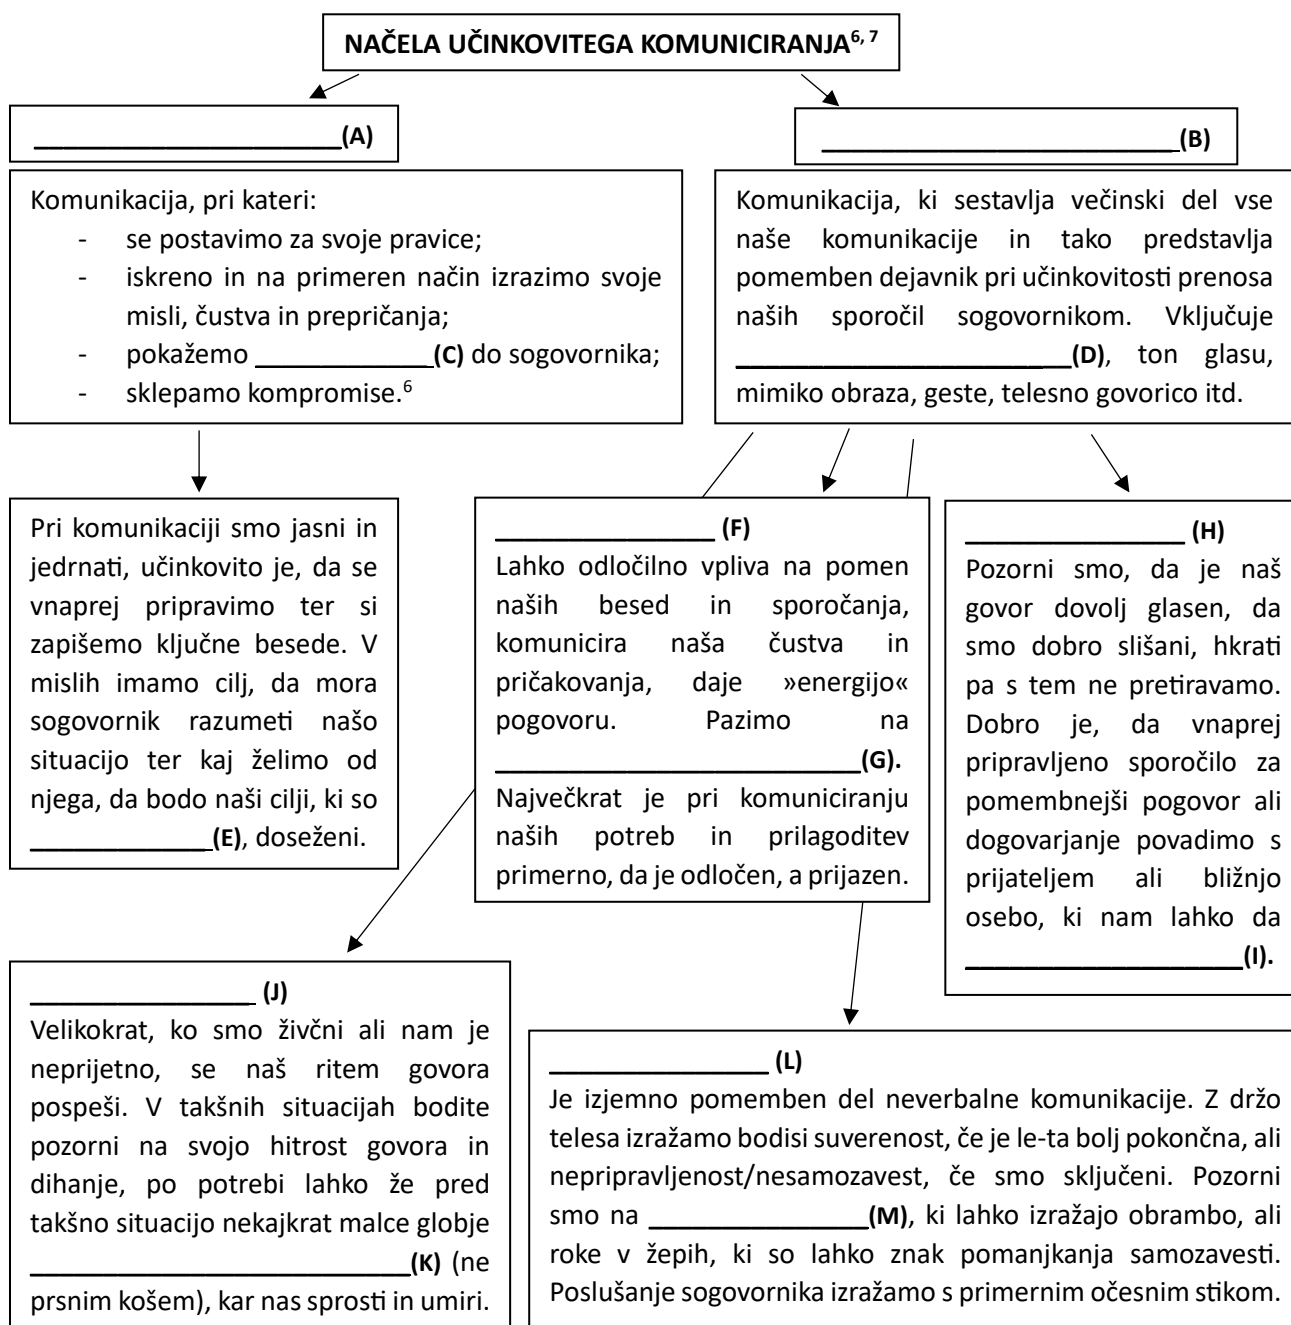 NAČELA UČINKOVITEGA KOMUNICIRANJA6, 7
_____________________(A)
________________________(B)
Komunikacija, pri kateri:
- se postavimo za svoje pravice;
- iskreno in na primeren način izrazimo svoje
misli, čustva in prepričanja;
- pokažemo ____________(C) do sogovornika;
- sklepamo kompromise.6
Komunikacija, ki sestavlja večinski del vse
naše komunikacije in tako predstavlja
pomemben dejavnik pri učinkovitosti prenosa
naših sporočil sogovornikom. Vključuje
_______________________(D), ton glasu,
mimiko obraza, geste, telesno govorico itd.
Pri komunikaciji smo jasni in
jedrnati, učinkovito je, da se
vnaprej pripravimo ter si
zapišemo ključne besede. V
mislih imamo cilj, da mora
sogovornik razumeti našo
situacijo ter kaj želimo od
njega, da bodo naši cilji, ki so
____________(E), doseženi.
_______________ (F)
Lahko odločilno vpliva na pomen
naših besed in sporočanja,
komunicira naša čustva in
pričakovanja, daje »energijo«
pogovoru. Pazimo na
_________________________(G).
Največkrat je pri komuniciranju
naših potreb in prilagoditev
primerno, da je odločen, a prijazen.
_______________ (H)
Pozorni smo, da je naš
govor dovolj glasen, da
smo dobro slišani, hkrati
pa s tem ne pretiravamo.
Dobro je, da vnaprej
pripravljeno sporočilo za
pomembnejši pogovor ali
dogovarjanje povadimo s
prijateljem ali bližnjo
osebo, ki nam lahko da
___________________(I).
_______________ (J)
Velikokrat, ko smo živčni ali nam je
neprijetno, se naš ritem govora
pospeši. V takšnih situacijah bodite
pozorni na svojo hitrost govora in
dihanje, po potrebi lahko že pred
takšno situacijo nekajkrat malce globje
__________________________(K) (ne
prsnim košem), kar nas sprosti in umiri.
_______________ (L)
Je izjemno pomemben del neverbalne komunikacije. Z držo
telesa izražamo bodisi suverenost, če je le-ta bolj pokončna, ali
nepripravljenost/nesamozavest, če smo sključeni. Pozorni
smo na _______________(M), ki lahko izražajo obrambo, ali
roke v žepih, ki so lahko znak pomanjkanja samozavesti.
Poslušanje sogovornika izražamo s primernim očesnim stikom.